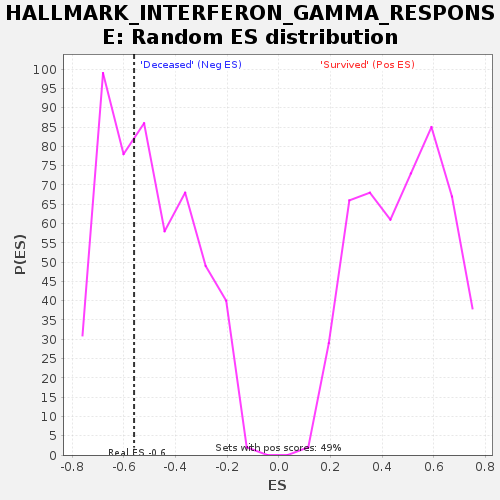 HALLMARK_INTERFERON_GAMMA_RESPONS
E: Random ES distribution
'Deceased' (Neg ES)
'Survived' (Pos ES)
100
95
90
85
80
75
70
65
60
55
50
45
40
35
30
25
20
15
10
5
0
P(ES)
Real ES -0.6
Sets with pos scores: 49%
-0.8 -0.6 -0.4 -0.2 0.0 0.2 0.4 0.6 0.8
ES